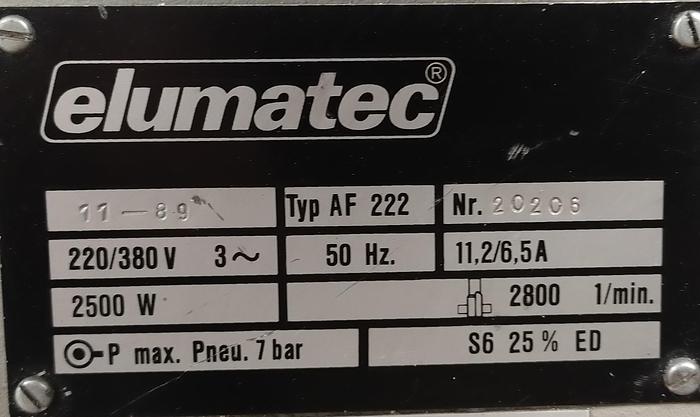 elumatec®
11-89 Typ AF 222 Nr. 20206
220/380 V 3~ 50 Hz. 11,2/6,5A
2500 W 2800 1/min.
P max. Pneu. 7 bar S6 25% ED